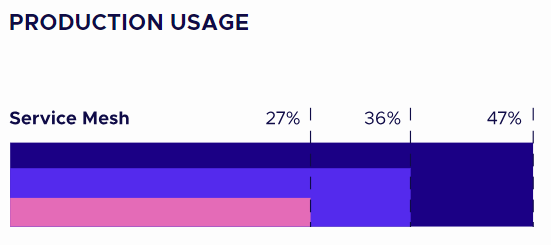 PRODUCTION USAGE
Service Mesh 27% 36% 47%